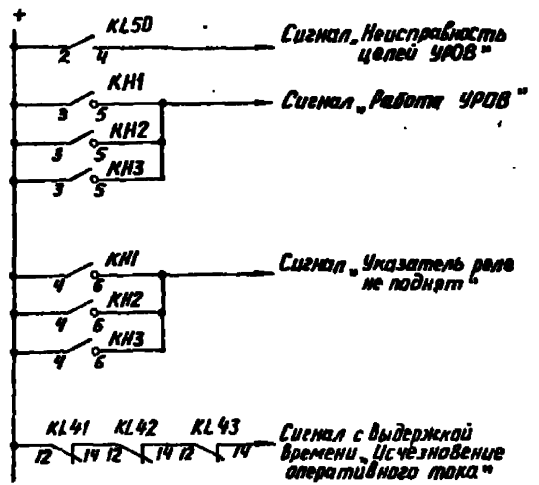 +
KL50
2 4
Сигнал „Неисправность
цепей УРОВ"
KH1
3 5
Сигнал „Работа УРОВ"
KH2
3 5
KH3
3 5
KH1
4 6
Сигнал „Указатель реле
не поднят"
KH2
4 6
KH3
4 6
KL41 KL42 KL43
12 14 12 14 12 14
Сигнал с выдержкой
времени „Исчезновение
оперативного тока"